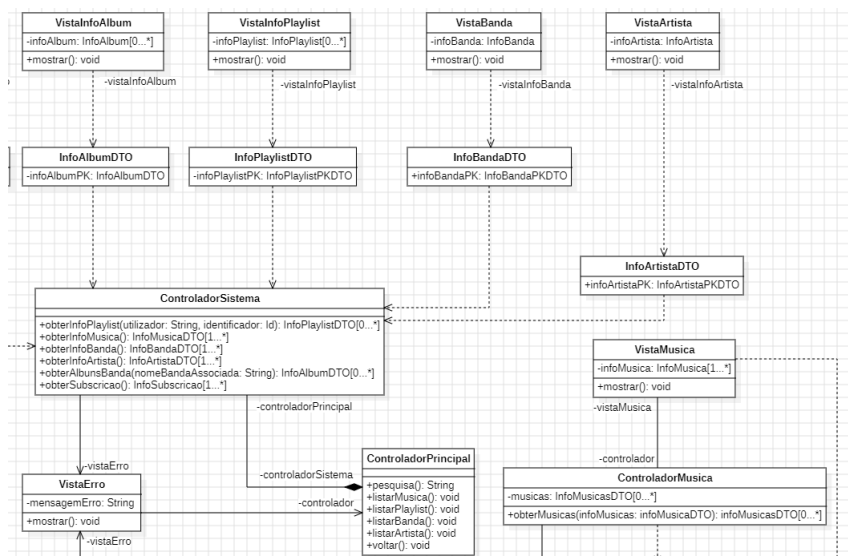 VistaInfoAlbum
-infoAlbum: InfoAlbum[0...*]
+mostrar(): void
-vistaInfoAlbum
VistaInfoPlaylist
-infoPlaylist: InfoPlaylist[0...*]
+mostrar(): void
-vistaInfoPlaylist
VistaBanda
-infoBanda: InfoBanda
+mostrar(): void
-vistaInfoBanda
VistaArtista
-infoArtista: InfoArtista
+mostrar(): void
-vistaInfoArtista
InfoAlbumDTO
-infoAlbumPK: InfoAlbumDTO
InfoPlaylistDTO
-infoPlaylistPK: InfoPlaylistPKDTO
InfoBandaDTO
+infoBandaPK: InfoBandaPKDTO
InfoArtistaDTO
+infoArtistaPK: InfoArtistaPKDTO
ControladorSistema
+obterInfoPlaylist(utilizador: String, identificador: Id): InfoPlaylistDTO[0...*]
+obterInfoMusica(): InfoMusicaDTO[1...*]
+obterInfoBanda(): InfoBandaDTO[1...*]
+obterInfoArtista(): InfoArtistaDTO[1...*]
+obterAlbunsBanda(nomeBandaAssociada: String): InfoAlbumDTO[0...*]
+obterSubscricao(): InfoSubscricao[1...*]
VistaMusica
-infoMusica: InfoMusica[1...*]
+mostrar(): void
-vistaMusica
-controladorPrincipal
-controladorSistema
-vistaErro
VistaErro
-mensagemErro: String
+mostrar(): void
-vistaErro
-controlador
ControladorPrincipal
+pesquisa(): String
+listarMusica(): void
+listarPlaylist(): void
+listarBanda(): void
+listarArtista(): void
+voltar(): void
-controlador
ControladorMusica
-musicas: InfoMusicasDTO[0...*]
+obterMusicas(infoMusicas: infoMusicaDTO): infoMusicasDTO[0...*]